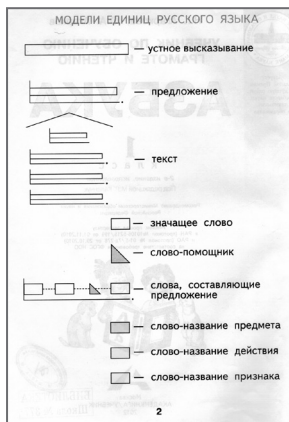 МОДЕЛИ ЕДИНИЦ РУССКОГО ЯЗЫКА
— устное высказывание
— предложение
— текст
— значащее слово
— слово-помощник
— слова, составляющие
предложение
— слово-название предмета
— слово-название действия
— слово-название признака
2